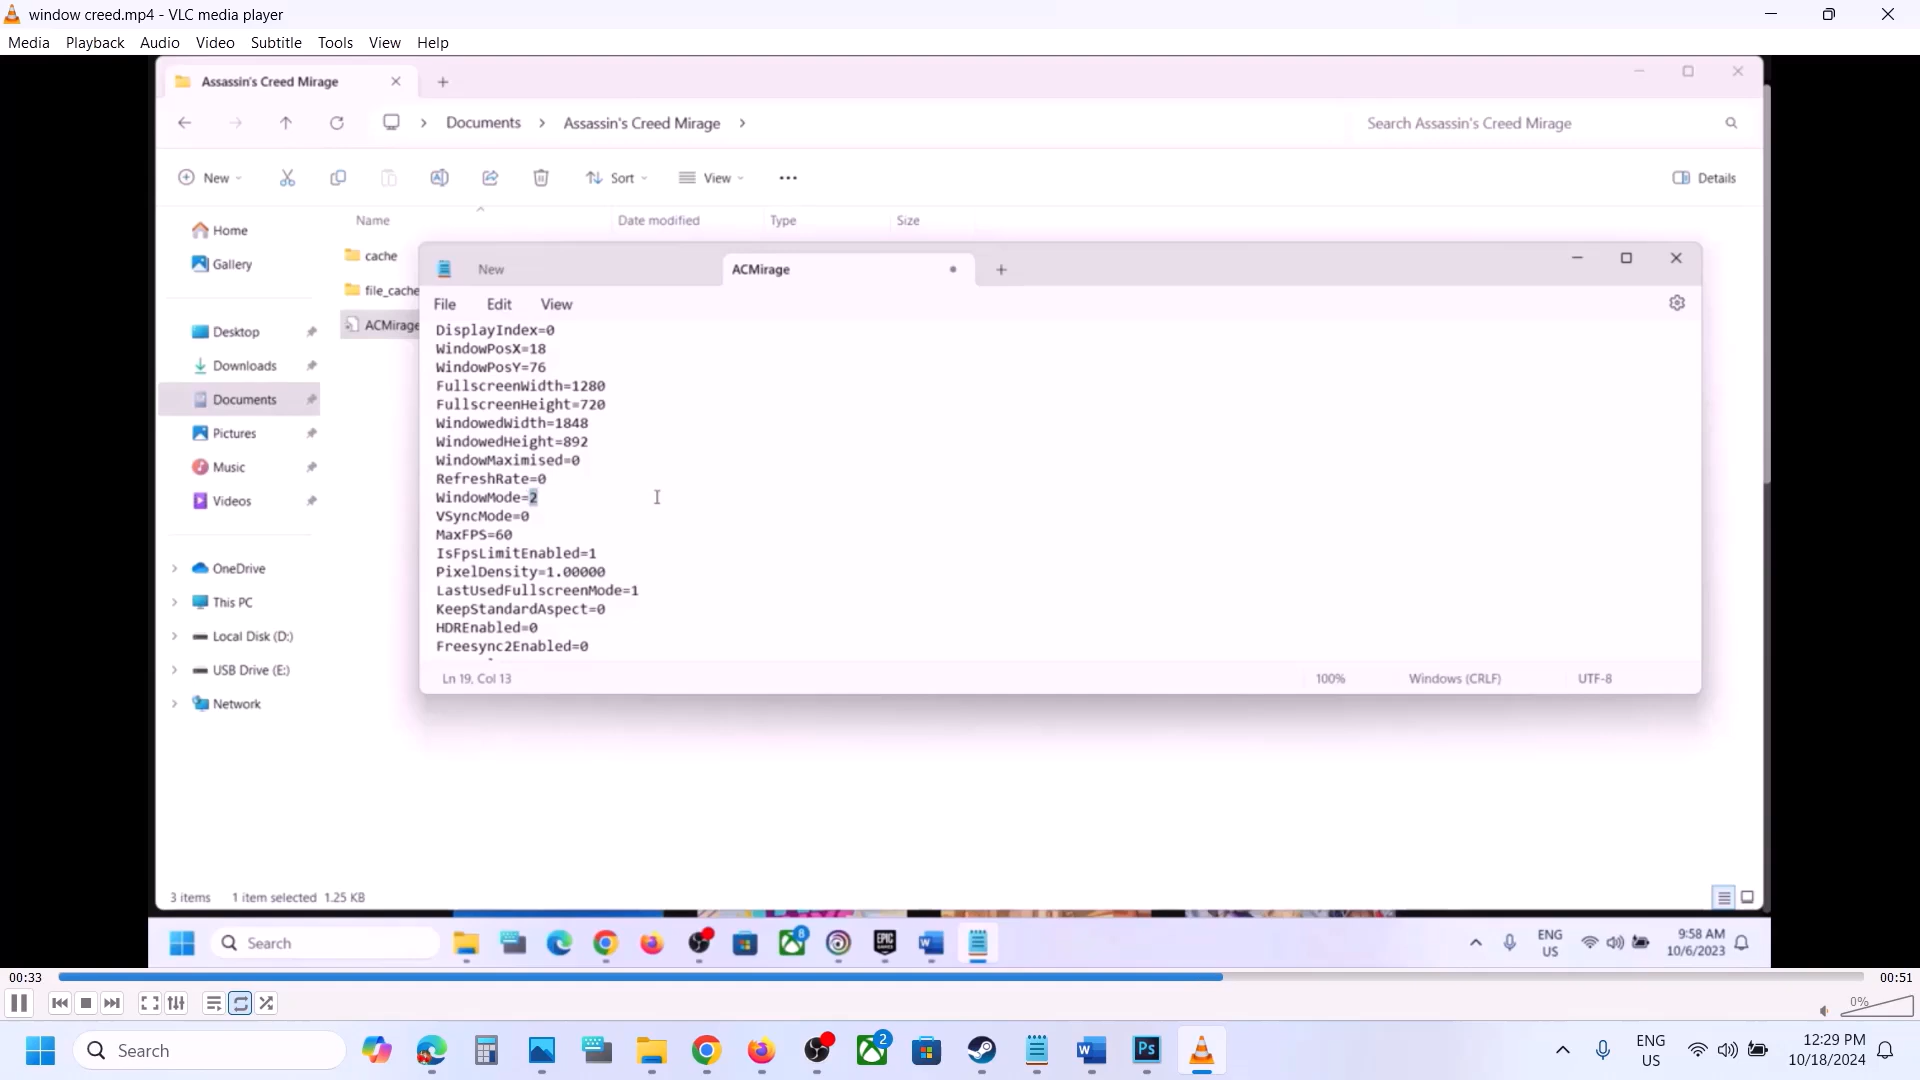 window creed.mp4 - VLC media player
Media Playback Audio Video Subtitle Tools View Help
Assassin's Creed Mirage
Documents Assassin's Creed Mirage
Search Assassin's Creed Mirage
New Sort View Details
Name Date modified Type Size
Home
Gallery
Desktop
Downloads
Documents
Pictures
Music
Videos
OneDrive
This PC
Local Disk (D:)
USB Drive (E:)
Network
cache
file_cache
ACMirage
New ACMirage
File Edit View
DisplayIndex=0
WindowPosX=18
WindowPosY=76
FullscreenWidth=1280
FullscreenHeight=720
WindowedWidth=1848
WindowedHeight=892
WindowMaximised=0
RefreshRate=0
WindowMode=2
VSyncMode=0
MaxFPS=60
IsFpsLimitEnabled=1
PixelDensity=1.00000
LastUsedFullscreenMode=1
KeepStandardAspect=0
HDREnabled=0
Freesync2Enabled=0
Ln 19, Col 13 100% Windows (CRLF) UTF-8
3 items 1 item selected 1.25 KB
Search
8
EPIC
GAMES
W
ENG
US
9:58 AM
10/6/2023
00:33 00:51
0%
Search
2
W
Ps
ENG
US
12:29 PM
10/18/2024